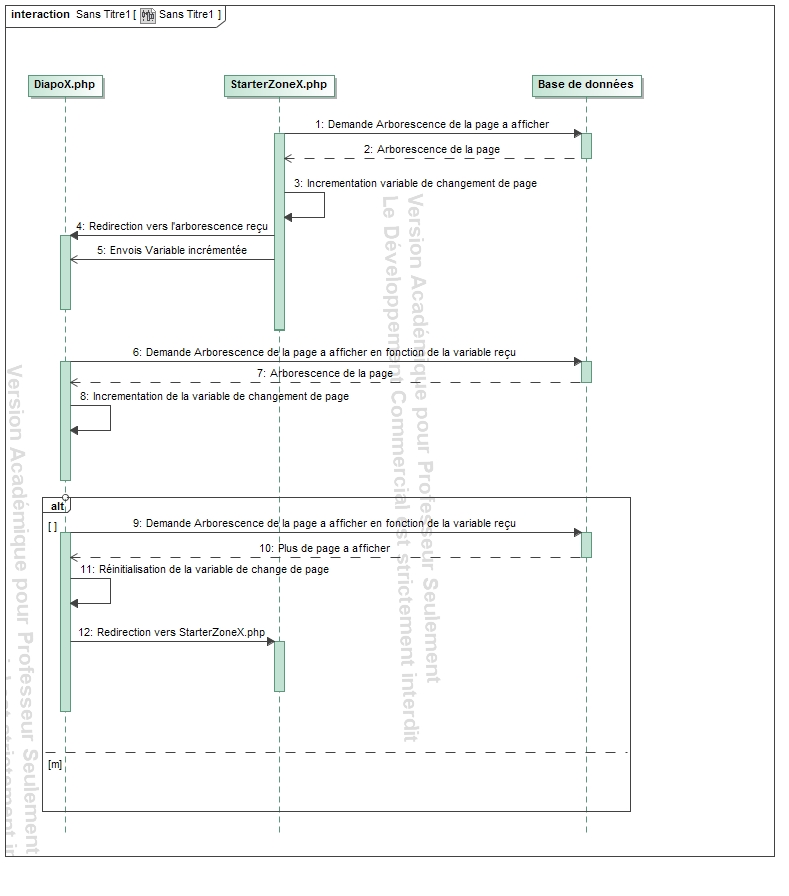 interaction Sans Titre1 [ Sans Titre1 ]
DiapoX.php
StarterZoneX.php
Base de données
1: Demande Arborescence de la page a afficher
2: Arborescence de la page
3: Incrementation variable de changement de page
4: Redirection vers l'arborescence reçu
5: Envois Variable incrémentée
6: Demande Arborescence de la page a afficher en fonction de la variable reçu
7: Arborescence de la page
8: Incrementation de la variable de changement de page
alt
[ ]
9: Demande Arborescence de la page a afficher en fonction de la variable reçu
10: Plus de page a afficher
11: Réinitialisation de la variable de change de page
12: Redirection vers StarterZoneX.php
[m]
Version Académique pour Professeur Seulement
Le Développement Commercial est strictement interdit
Version Académique pour Professeur Seulement